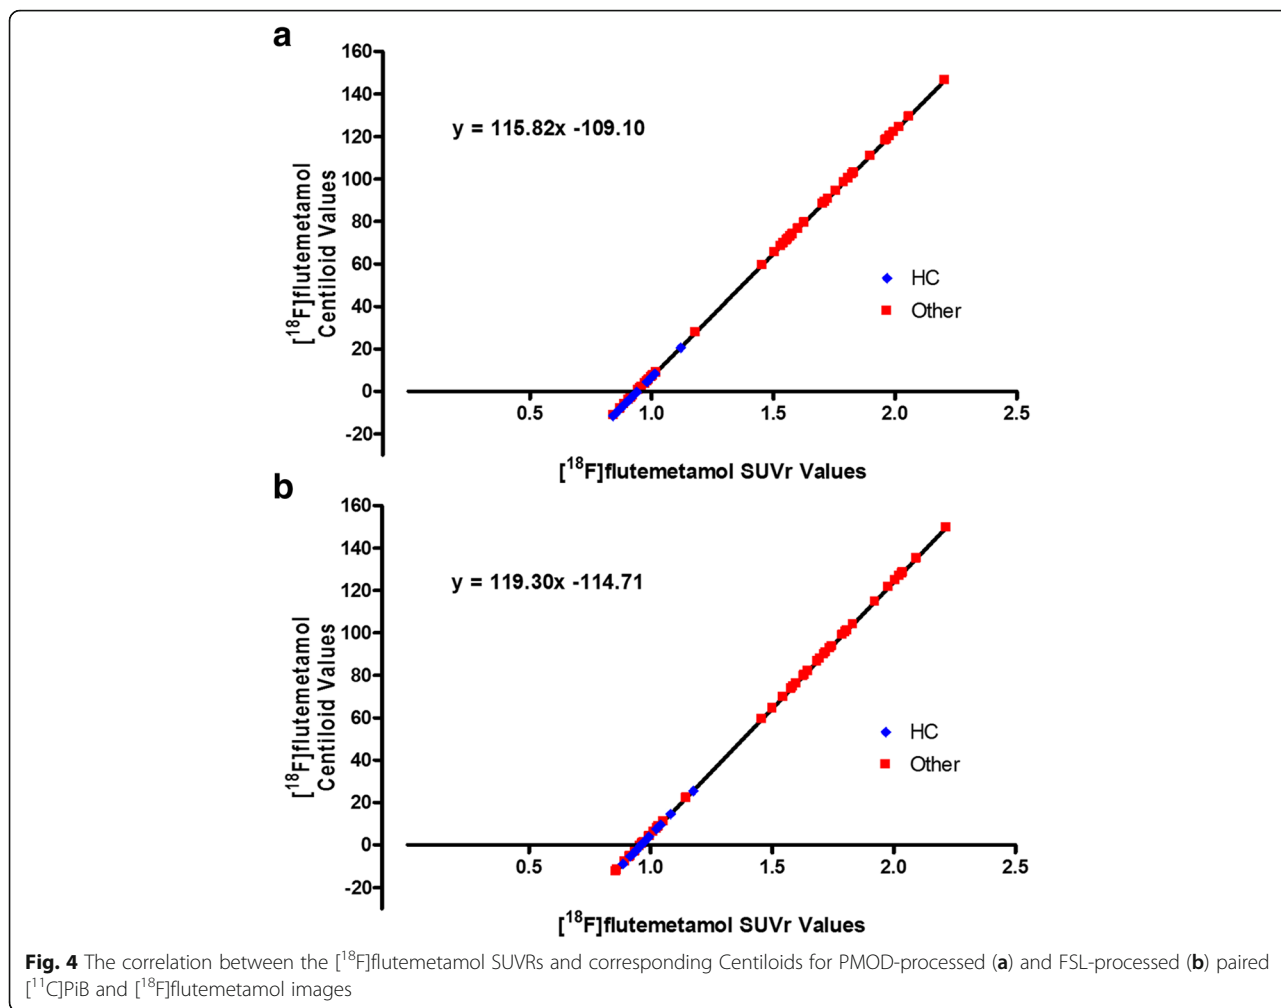 a
160
140
120
100
80
60
40
20
0
-20
y = 115.82x -109.10
[¹⁸F]flutemetamol
Centiloid Values
HC
Other
0.5 1.0 1.5 2.0 2.5
[¹⁸F]flutemetamol SUVr Values
b
160
140
120
100
80
60
40
20
0
-20
y = 119.30x -114.71
[¹⁸F]flutemetamol
Centiloid Values
HC
Other
0.5 1.0 1.5 2.0 2.5
[¹⁸F]flutemetamol SUVr Values
Fig. 4 The correlation between the [¹⁸F]flutemetamol SUVRs and corresponding Centiloids for PMOD-processed (a) and FSL-processed (b) paired
[¹¹C]PiB and [¹⁸F]flutemetamol images